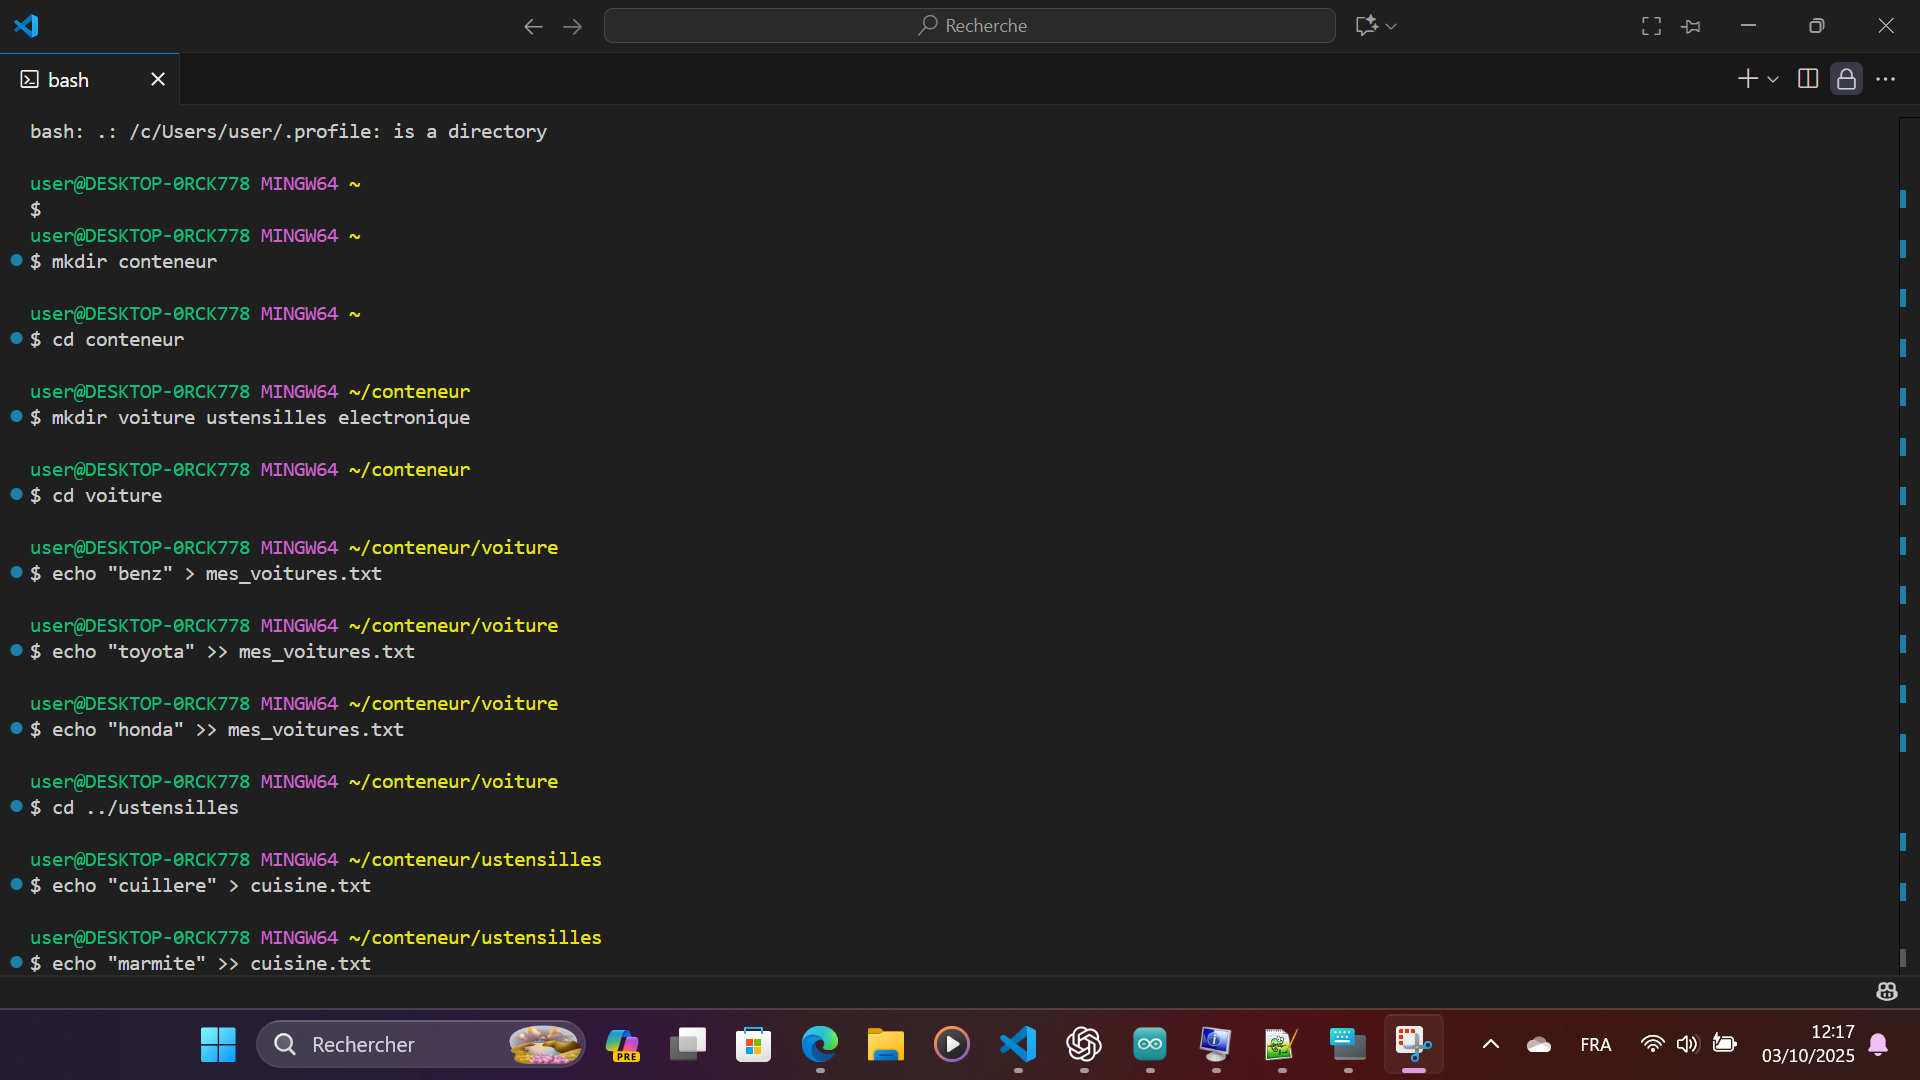 Recherche
bash
bash: .: /c/Users/user/.profile: is a directory
user@DESKTOP-0RCK778 MINGW64 ~
$
user@DESKTOP-0RCK778 MINGW64 ~
$ mkdir conteneur
user@DESKTOP-0RCK778 MINGW64 ~
$ cd conteneur
user@DESKTOP-0RCK778 MINGW64 ~/conteneur
$ mkdir voiture ustensilles electronique
user@DESKTOP-0RCK778 MINGW64 ~/conteneur
$ cd voiture
user@DESKTOP-0RCK778 MINGW64 ~/conteneur/voiture
$ echo "benz" > mes_voitures.txt
user@DESKTOP-0RCK778 MINGW64 ~/conteneur/voiture
$ echo "toyota" >> mes_voitures.txt
user@DESKTOP-0RCK778 MINGW64 ~/conteneur/voiture
$ echo "honda" >> mes_voitures.txt
user@DESKTOP-0RCK778 MINGW64 ~/conteneur/voiture
$ cd ../ustensilles
user@DESKTOP-0RCK778 MINGW64 ~/conteneur/ustensilles
$ echo "cuillere" > cuisine.txt
user@DESKTOP-0RCK778 MINGW64 ~/conteneur/ustensilles
$ echo "marmite" >> cuisine.txt
Rechercher
PRE
FRA
12:17
03/10/2025